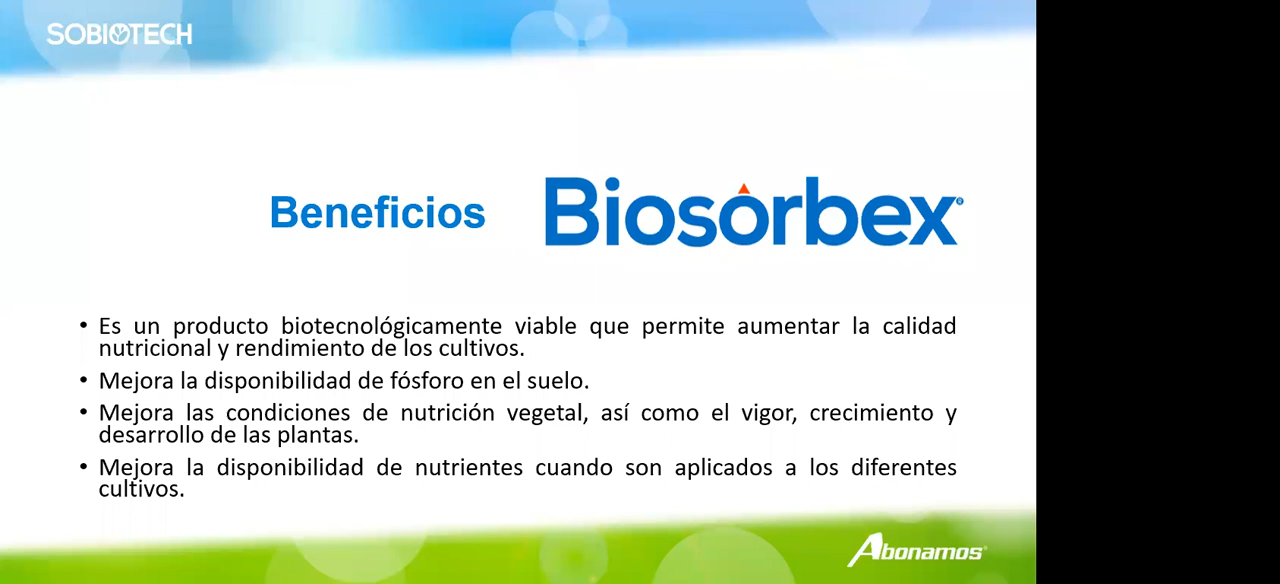 SOBIOTECH
Beneficios Biosorbex®
• Es un producto biotecnológicamente viable que permite aumentar la calidad
nutricional y rendimiento de los cultivos.
• Mejora la disponibilidad de fósforo en el suelo.
• Mejora las condiciones de nutrición vegetal, así como el vigor, crecimiento y
desarrollo de las plantas.
• Mejora la disponibilidad de nutrientes cuando son aplicados a los diferentes
cultivos.
Abonamos®